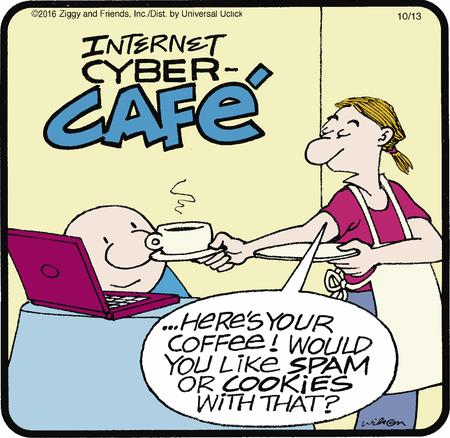 ©2016 Ziggy and Friends, Inc./Dist. by Universal Uclick
10/13
INTERNET
CYBER-
CAFé
...HERE'S YOUR
COFFEE! WOULD
YOU LIKE SPAM
OR COOKIES
WITH THAT?
wilson